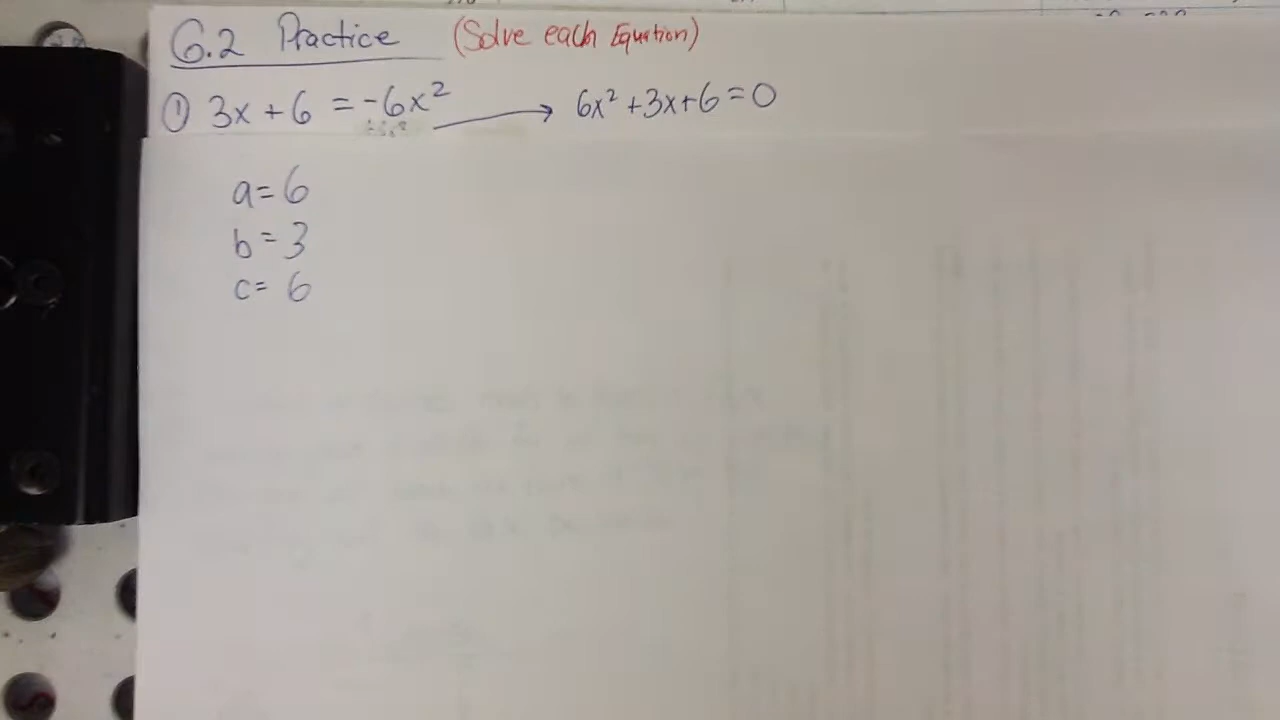 6.2 Practice (Solve each Equation)
① 3x + 6 = -6x² → 6x² + 3x + 6 = 0
a = 6
b = 3
c = 6